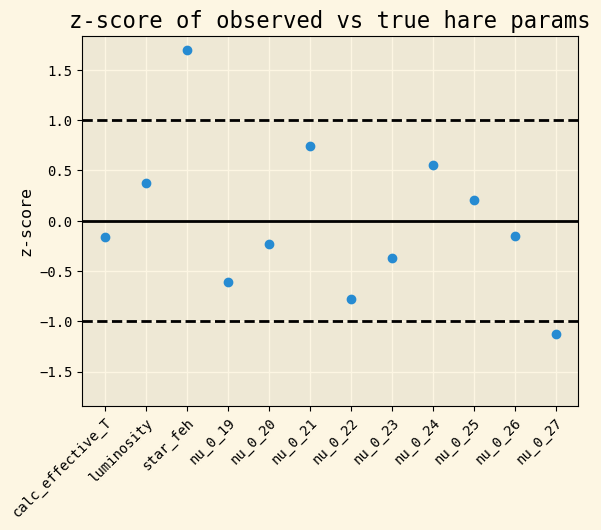 z-score of observed vs true hare params
z-score
1.5
1.0
0.5
0.0
−0.5
−1.0
−1.5
calc_effective_T
luminosity
star_feh
nu_0_19
nu_0_20
nu_0_21
nu_0_22
nu_0_23
nu_0_24
nu_0_25
nu_0_26
nu_0_27